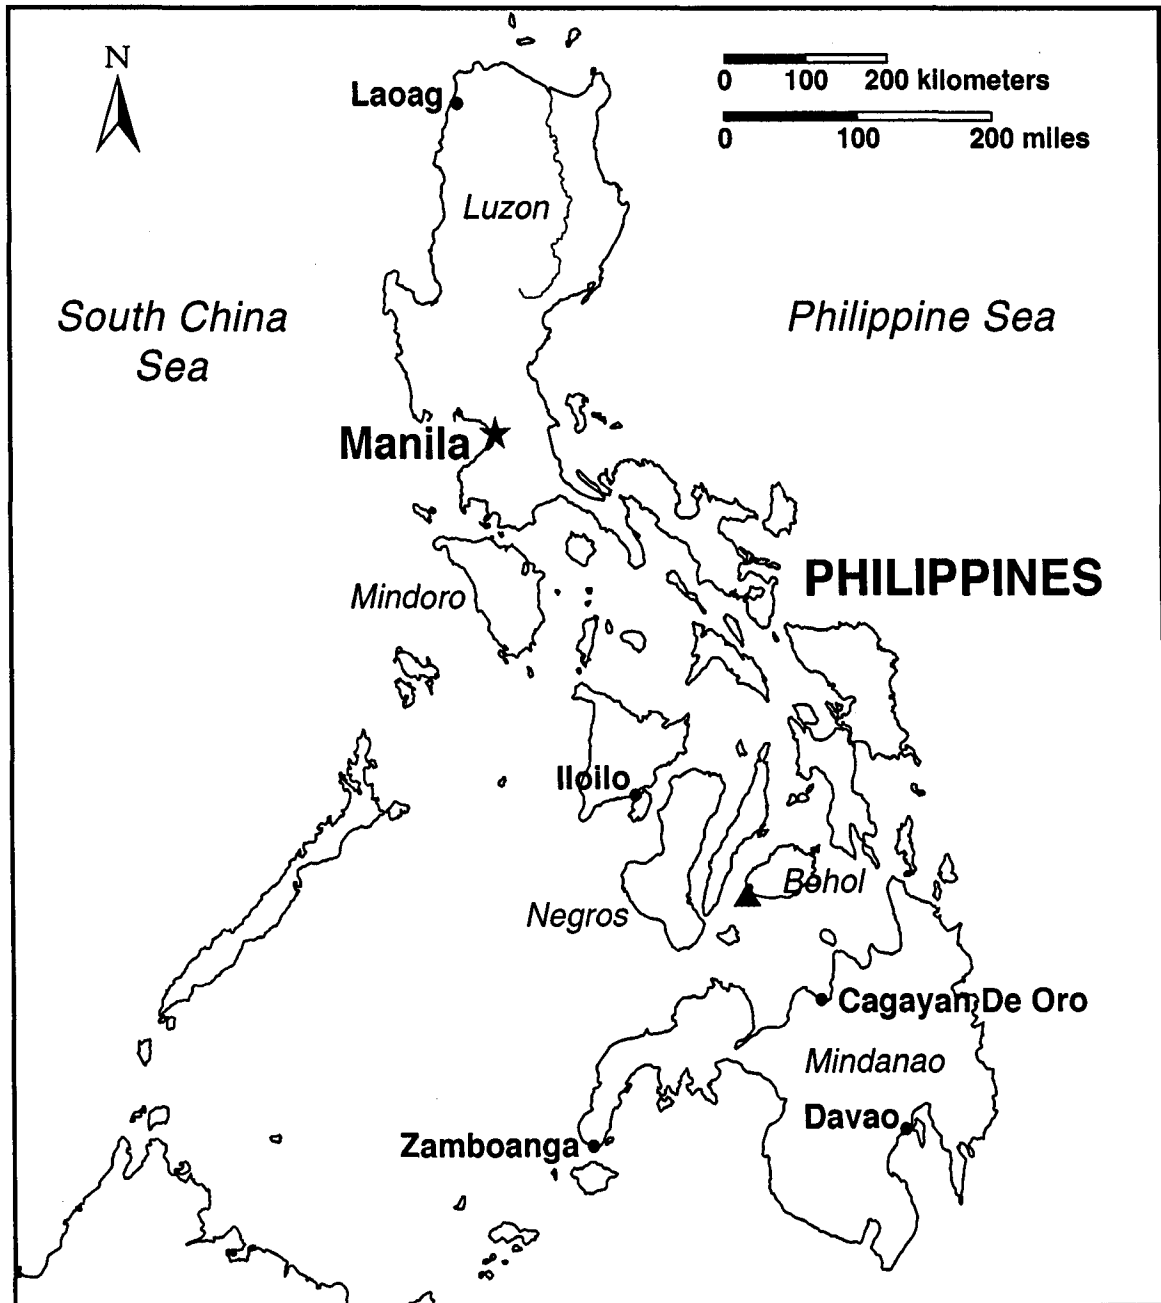 N
0 100 200 kilometers
0 100 200 miles
Laoag
Luzon
South China
Sea
Philippine Sea
Manila
PHILIPPINES
Mindoro
Iloilo
Bohol
Negros
Cagayan De Oro
Mindanao
Davao
Zamboanga